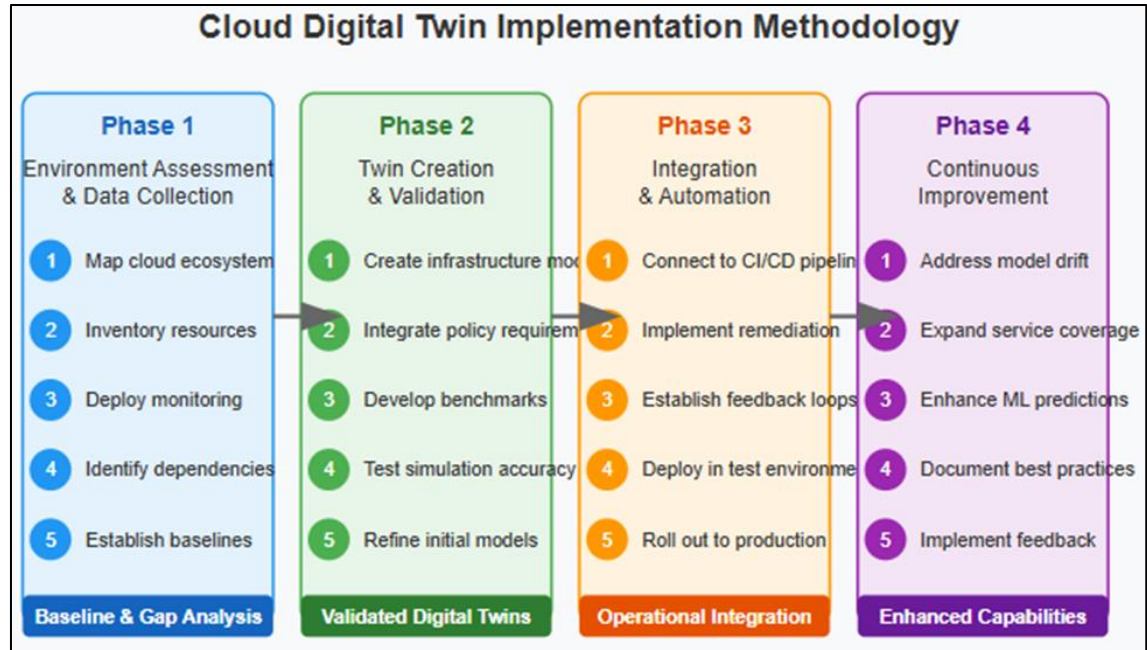 Cloud Digital Twin Implementation Methodology
Phase 1
Environment Assessment
& Data Collection
1 Map cloud ecosystem
2 Inventory resources
3 Deploy monitoring
4 Identify dependencies
5 Establish baselines
Baseline & Gap Analysis
Phase 2
Twin Creation
& Validation
1 Create infrastructure mod
2 Integrate policy requirem
3 Develop benchmarks
4 Test simulation accuracy
5 Refine initial models
Validated Digital Twins
Phase 3
Integration
& Automation
1 Connect to CI/CD pipelin
2 Implement remediation
3 Establish feedback loops
4 Deploy in test environme
5 Roll out to production
Operational Integration
Phase 4
Continuous
Improvement
1 Address model drift
2 Expand service coverage
3 Enhance ML predictions
4 Document best practices
5 Implement feedback
Enhanced Capabilities